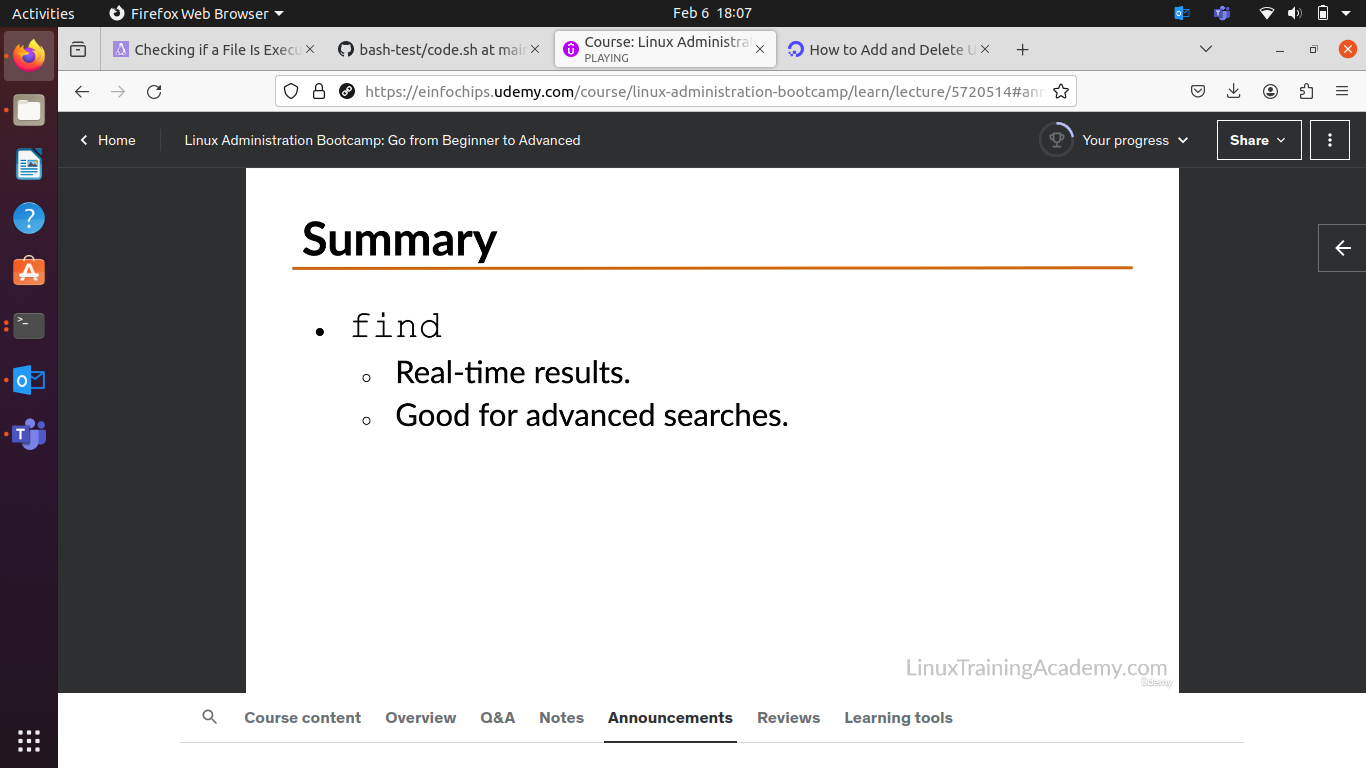 Activities
Firefox Web Browser
Feb 6 18:07
Checking if a File Is Execu
bash-test/code.sh at mai
Course: Linux Administra
PLAYING
How to Add and Delete U
https://einfochips.udemy.com/course/linux-administration-bootcamp/learn/lecture/5720514#ann
Home
Linux Administration Bootcamp: Go from Beginner to Advanced
Your progress
Share
Summary
• find
○ Real-time results.
○ Good for advanced searches.
LinuxTrainingAcademy.com
Udemy
Course content Overview Q&A Notes Announcements Reviews Learning tools